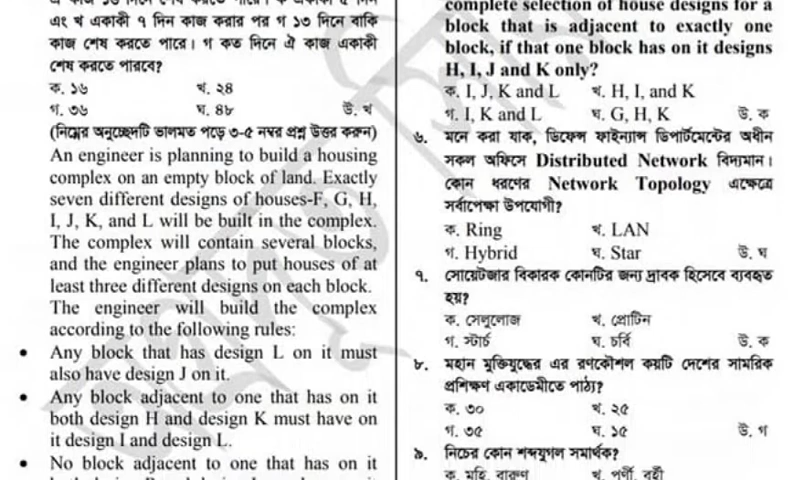 এবং খ একাকী ৭ দিন কাজ করার পর গ ১৩ দিনে বাকি
কাজ শেষ করতে পারে। গ কত দিনে ঐ কাজ একাকী
শেষ করতে পারবে?
ক. ১৬ খ. ২৪
গ. ৩৬ ঘ. ৪৮ উ. খ
(নিম্নের অনুচ্ছেদটি ভালমত পড়ে ৩-৫ নম্বর প্রশ্ন উত্তর করুন)
An engineer is planning to build a housing
complex on an empty block of land. Exactly
seven different designs of houses-F, G, H,
I, J, K, and L will be built in the complex.
The complex will contain several blocks,
and the engineer plans to put houses of at
least three different designs on each block.
The engineer will build the complex
according to the following rules:
• Any block that has design L on it must
also have design J on it.
• Any block adjacent to one that has on it
both design H and design K must have on
it design I and design L.
• No block adjacent to one that has on it
complete selection of house designs for a
block that is adjacent to exactly one
block, if that one block has on it designs
H, I, J and K only?
ক. I, J, K and L খ. H, I, and K
গ. I, K and L ঘ. G, H, K উ. ক
৬. মনে করা যাক, ডিফেন্স ফাইন্যান্স ডিপার্টমেন্টের অধীন
সকল অফিসে Distributed Network বিদ্যমান।
কোন ধরণের Network Topology এক্ষেত্রে
সর্বাপেক্ষা উপযোগী?
ক. Ring খ. LAN
গ. Hybrid ঘ. Star উ. ঘ
৭. সোয়েটজার বিকারক কোনটির জন্য দ্রাবক হিসেবে ব্যবহৃত
হয়?
ক. সেলুলোজ খ. প্রোটিন
গ. স্টার্চ ঘ. চর্বি উ. ক
৮. মহান মুক্তিযুদ্ধের এর রণকৌশল কয়টি দেশের সামরিক
প্রশিক্ষণ একাডেমীতে পাঠ্য?
ক. ৩০ খ. ২৫
গ. ৩৫ ঘ. ১৫ উ. গ
৯. নিচের কোন শব্দযুগল সমার্থক?
ক. মহি, বারুণ খ. পর্ণী, বর্হী